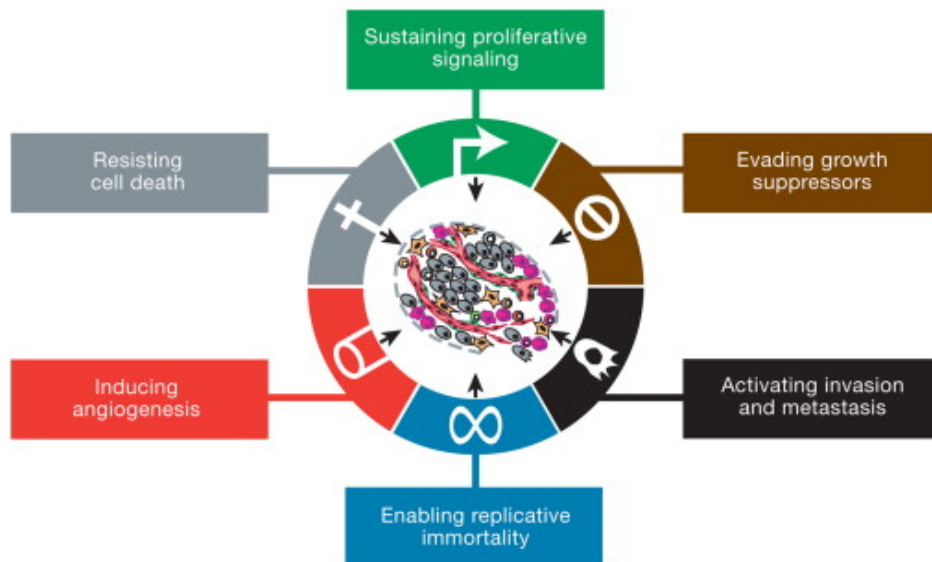 Sustaining proliferative
signaling
Resisting
cell death
Evading growth
suppressors
Inducing
angiogenesis
Activating invasion
and metastasis
Enabling replicative
immortality